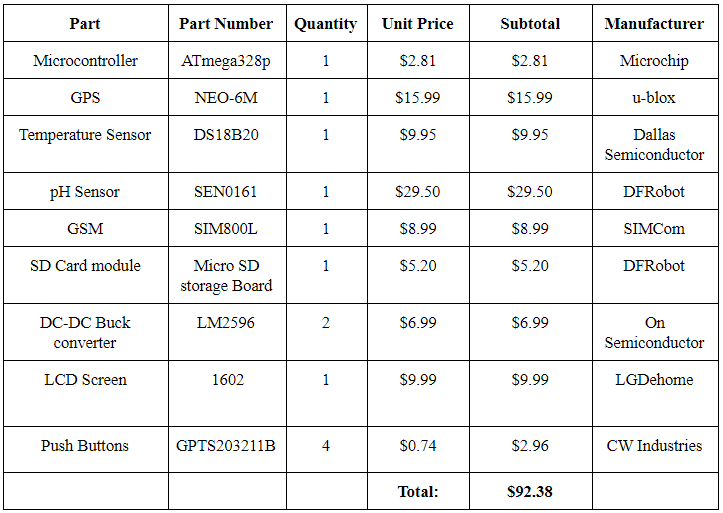 Part Part Number Quantity Unit Price Subtotal Manufacturer
Microcontroller ATmega328p 1 $2.81 $2.81 Microchip
GPS NEO-6M 1 $15.99 $15.99 u-blox
Temperature Sensor DS18B20 1 $9.95 $9.95 Dallas
Semiconductor
pH Sensor SEN0161 1 $29.50 $29.50 DFRobot
GSM SIM800L 1 $8.99 $8.99 SIMCom
SD Card module Micro SD 1 $5.20 $5.20 DFRobot
storage Board
DC-DC Buck LM2596 2 $6.99 $6.99 On
converter Semiconductor
LCD Screen 1602 1 $9.99 $9.99 LGDehome
Push Buttons GPTS203211B 4 $0.74 $2.96 CW Industries
Total: $92.38